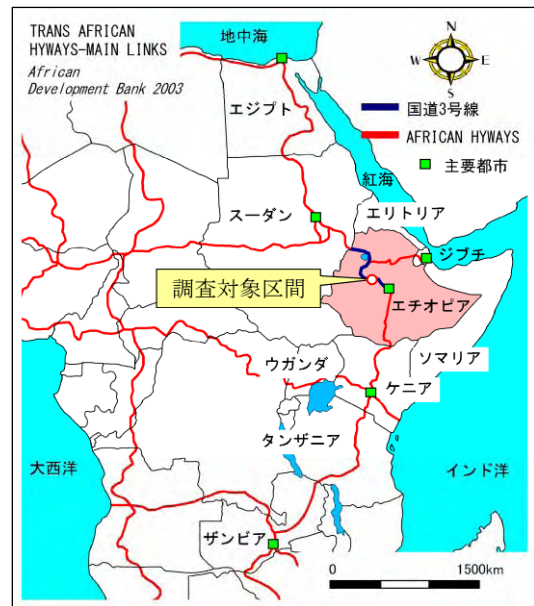 TRANS AFRICAN
HYWAYS-MAIN LINKS
African
Development Bank 2003
地中海
N
W
E
S
エジプト
国道3号線
AFRICAN HYWAYS
主要都市
紅海
スーダン
エリトリア
ジブチ
調査対象区間
エチオピア
ソマリア
ウガンダ
ケニア
タンザニア
大西洋
インド洋
ザンビア
0 1500km